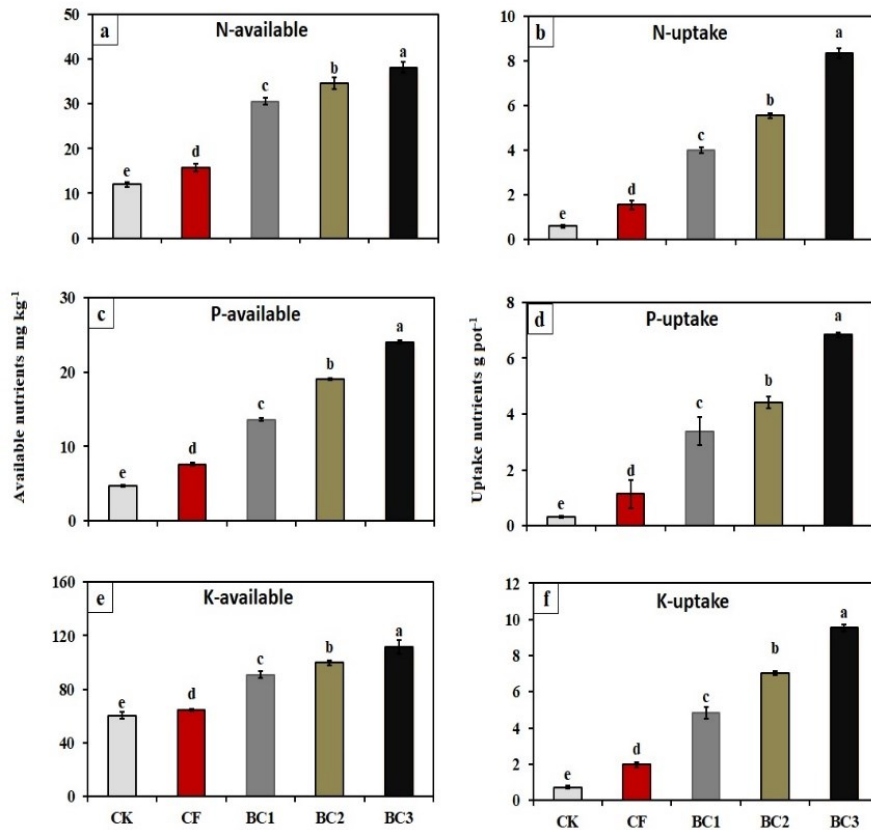 a N-available
50
40
30
20
10
0
e d c b a
b N-uptake
8
6
4
2
0
e d c b a
Available nutrients mg kg⁻¹
c P-available
30
20
10
0
e d c b a
Uptake nutrients g pot⁻¹
d P-uptake
8
6
4
2
0
e d c b a
e K-available
160
120
80
40
0
e d c b a
CK CF BC1 BC2 BC3
f K-uptake
12
10
8
6
4
2
0
e d c b a
CK CF BC1 BC2 BC3